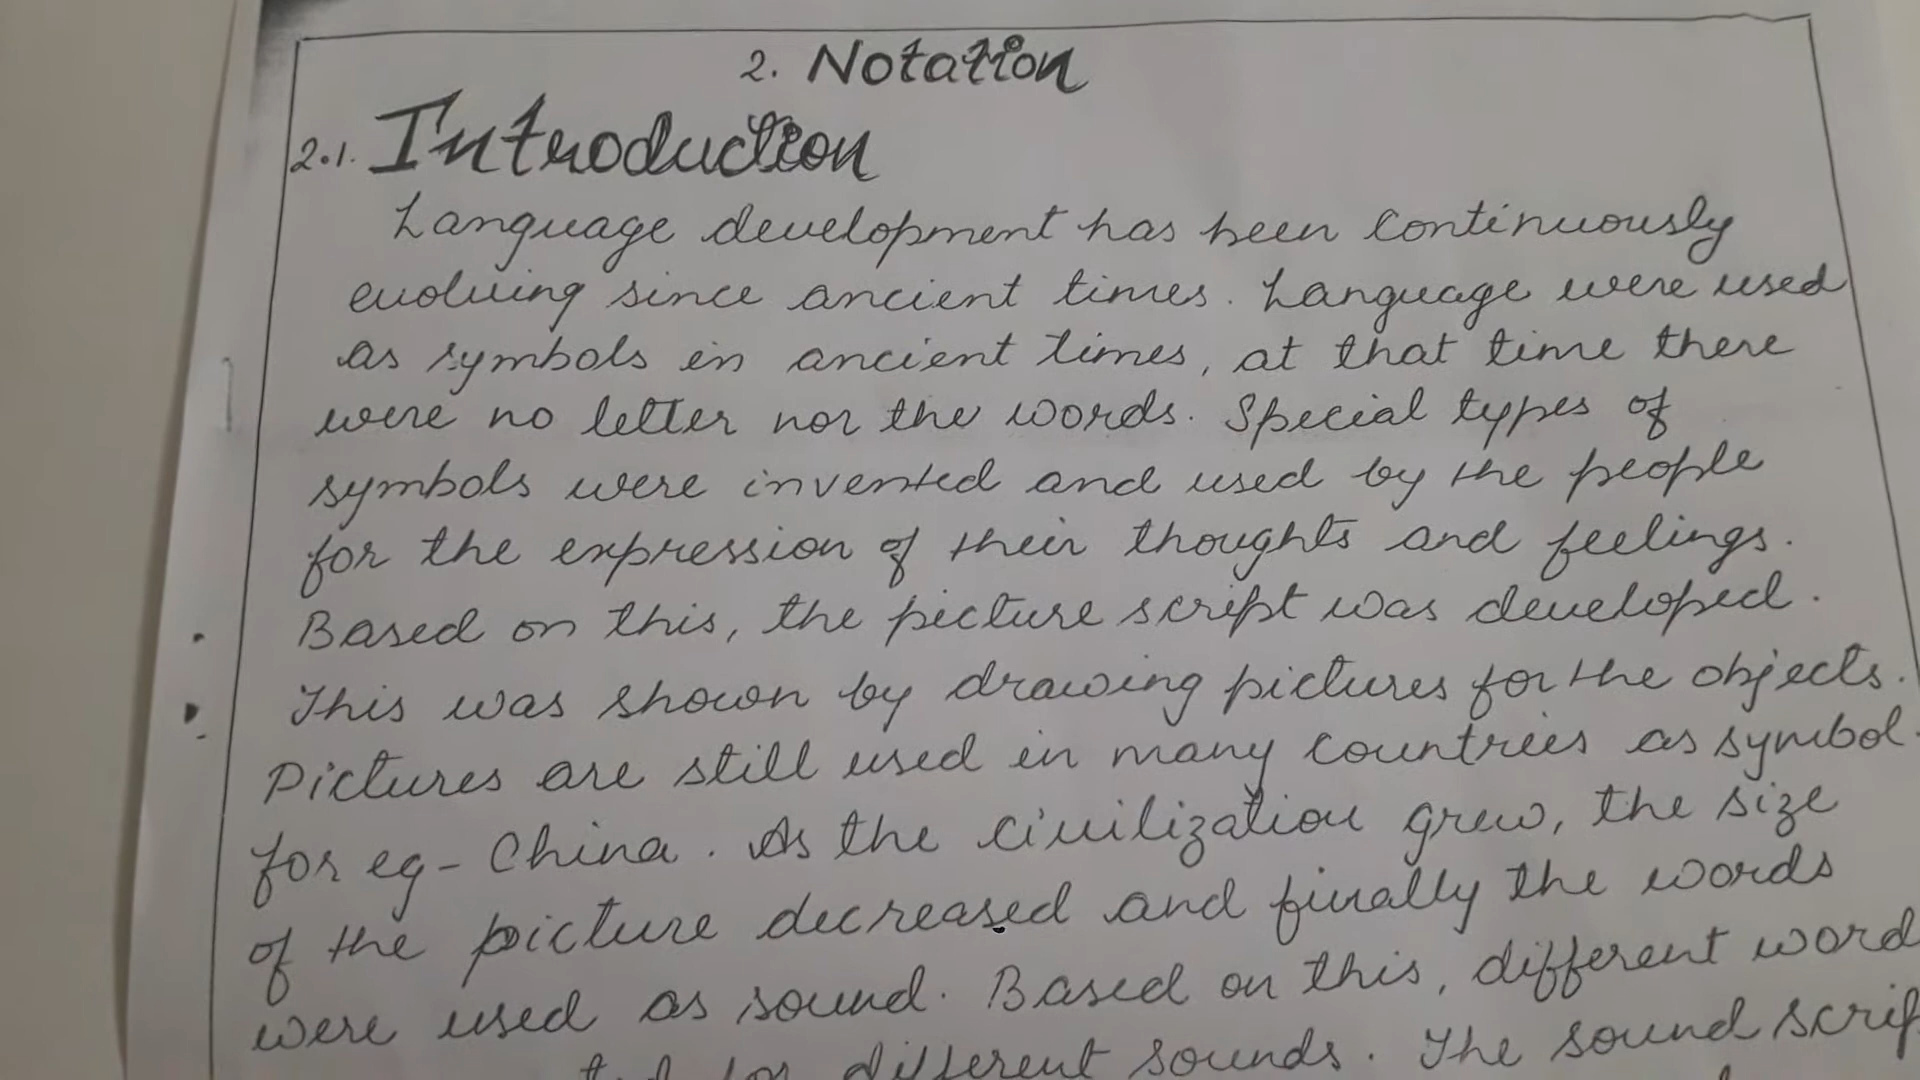 2. Notation
2.1. Introduction
Language development has been continuously
evolving since ancient times. Language were used
as symbols in ancient times, at that time there
were no letter nor the words. Special types of
symbols were invented and used by the people
for the expression of their thoughts and feelings.
Based on this, the picture script was developed.
This was shown by drawing pictures for the objects.
Pictures are still used in many countries as symbol.
for eg- China. As the civilization grew, the size
of the picture decreased and finally the words
were used as sound. Based on this, different word
for different sounds. The sound scrip